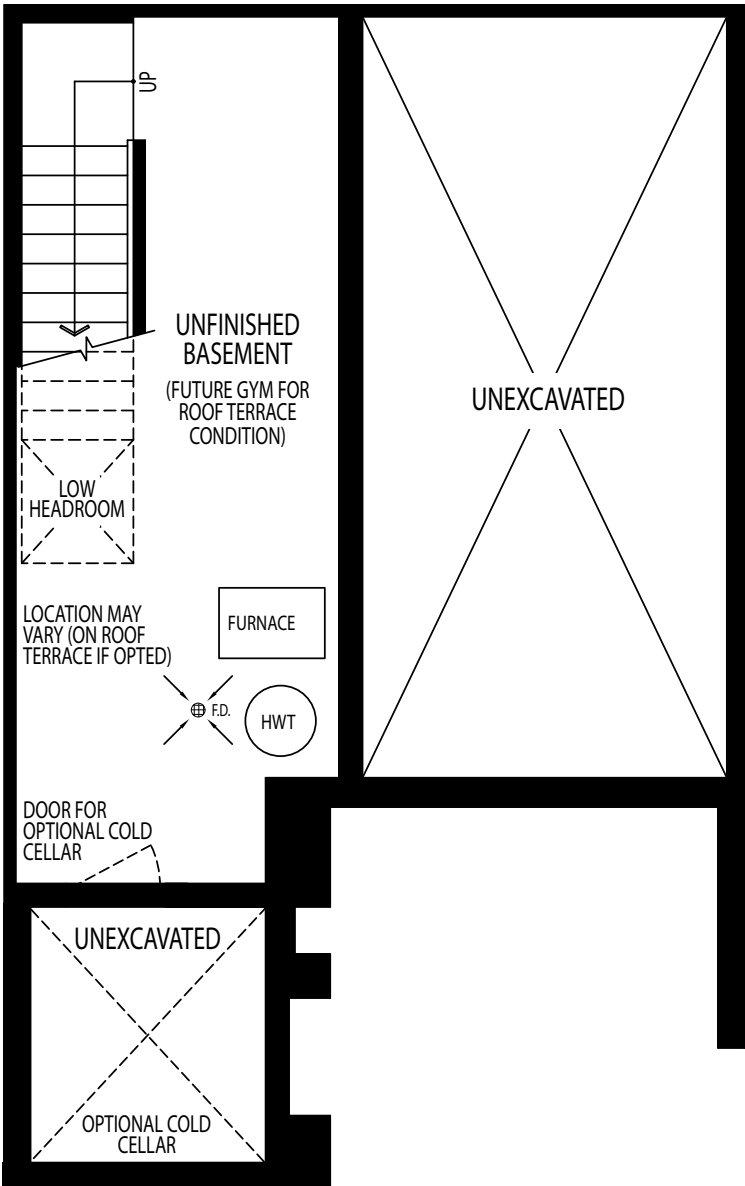 UP
UNFINISHED
BASEMENT
(FUTURE GYM FOR
ROOF TERRACE
CONDITION)
UNEXCAVATED
LOW
HEADROOM
LOCATION MAY
VARY (ON ROOF
TERRACE IF OPTED)
FURNACE
F.D.
HWT
DOOR FOR
OPTIONAL COLD
CELLAR
UNEXCAVATED
OPTIONAL COLD
CELLAR